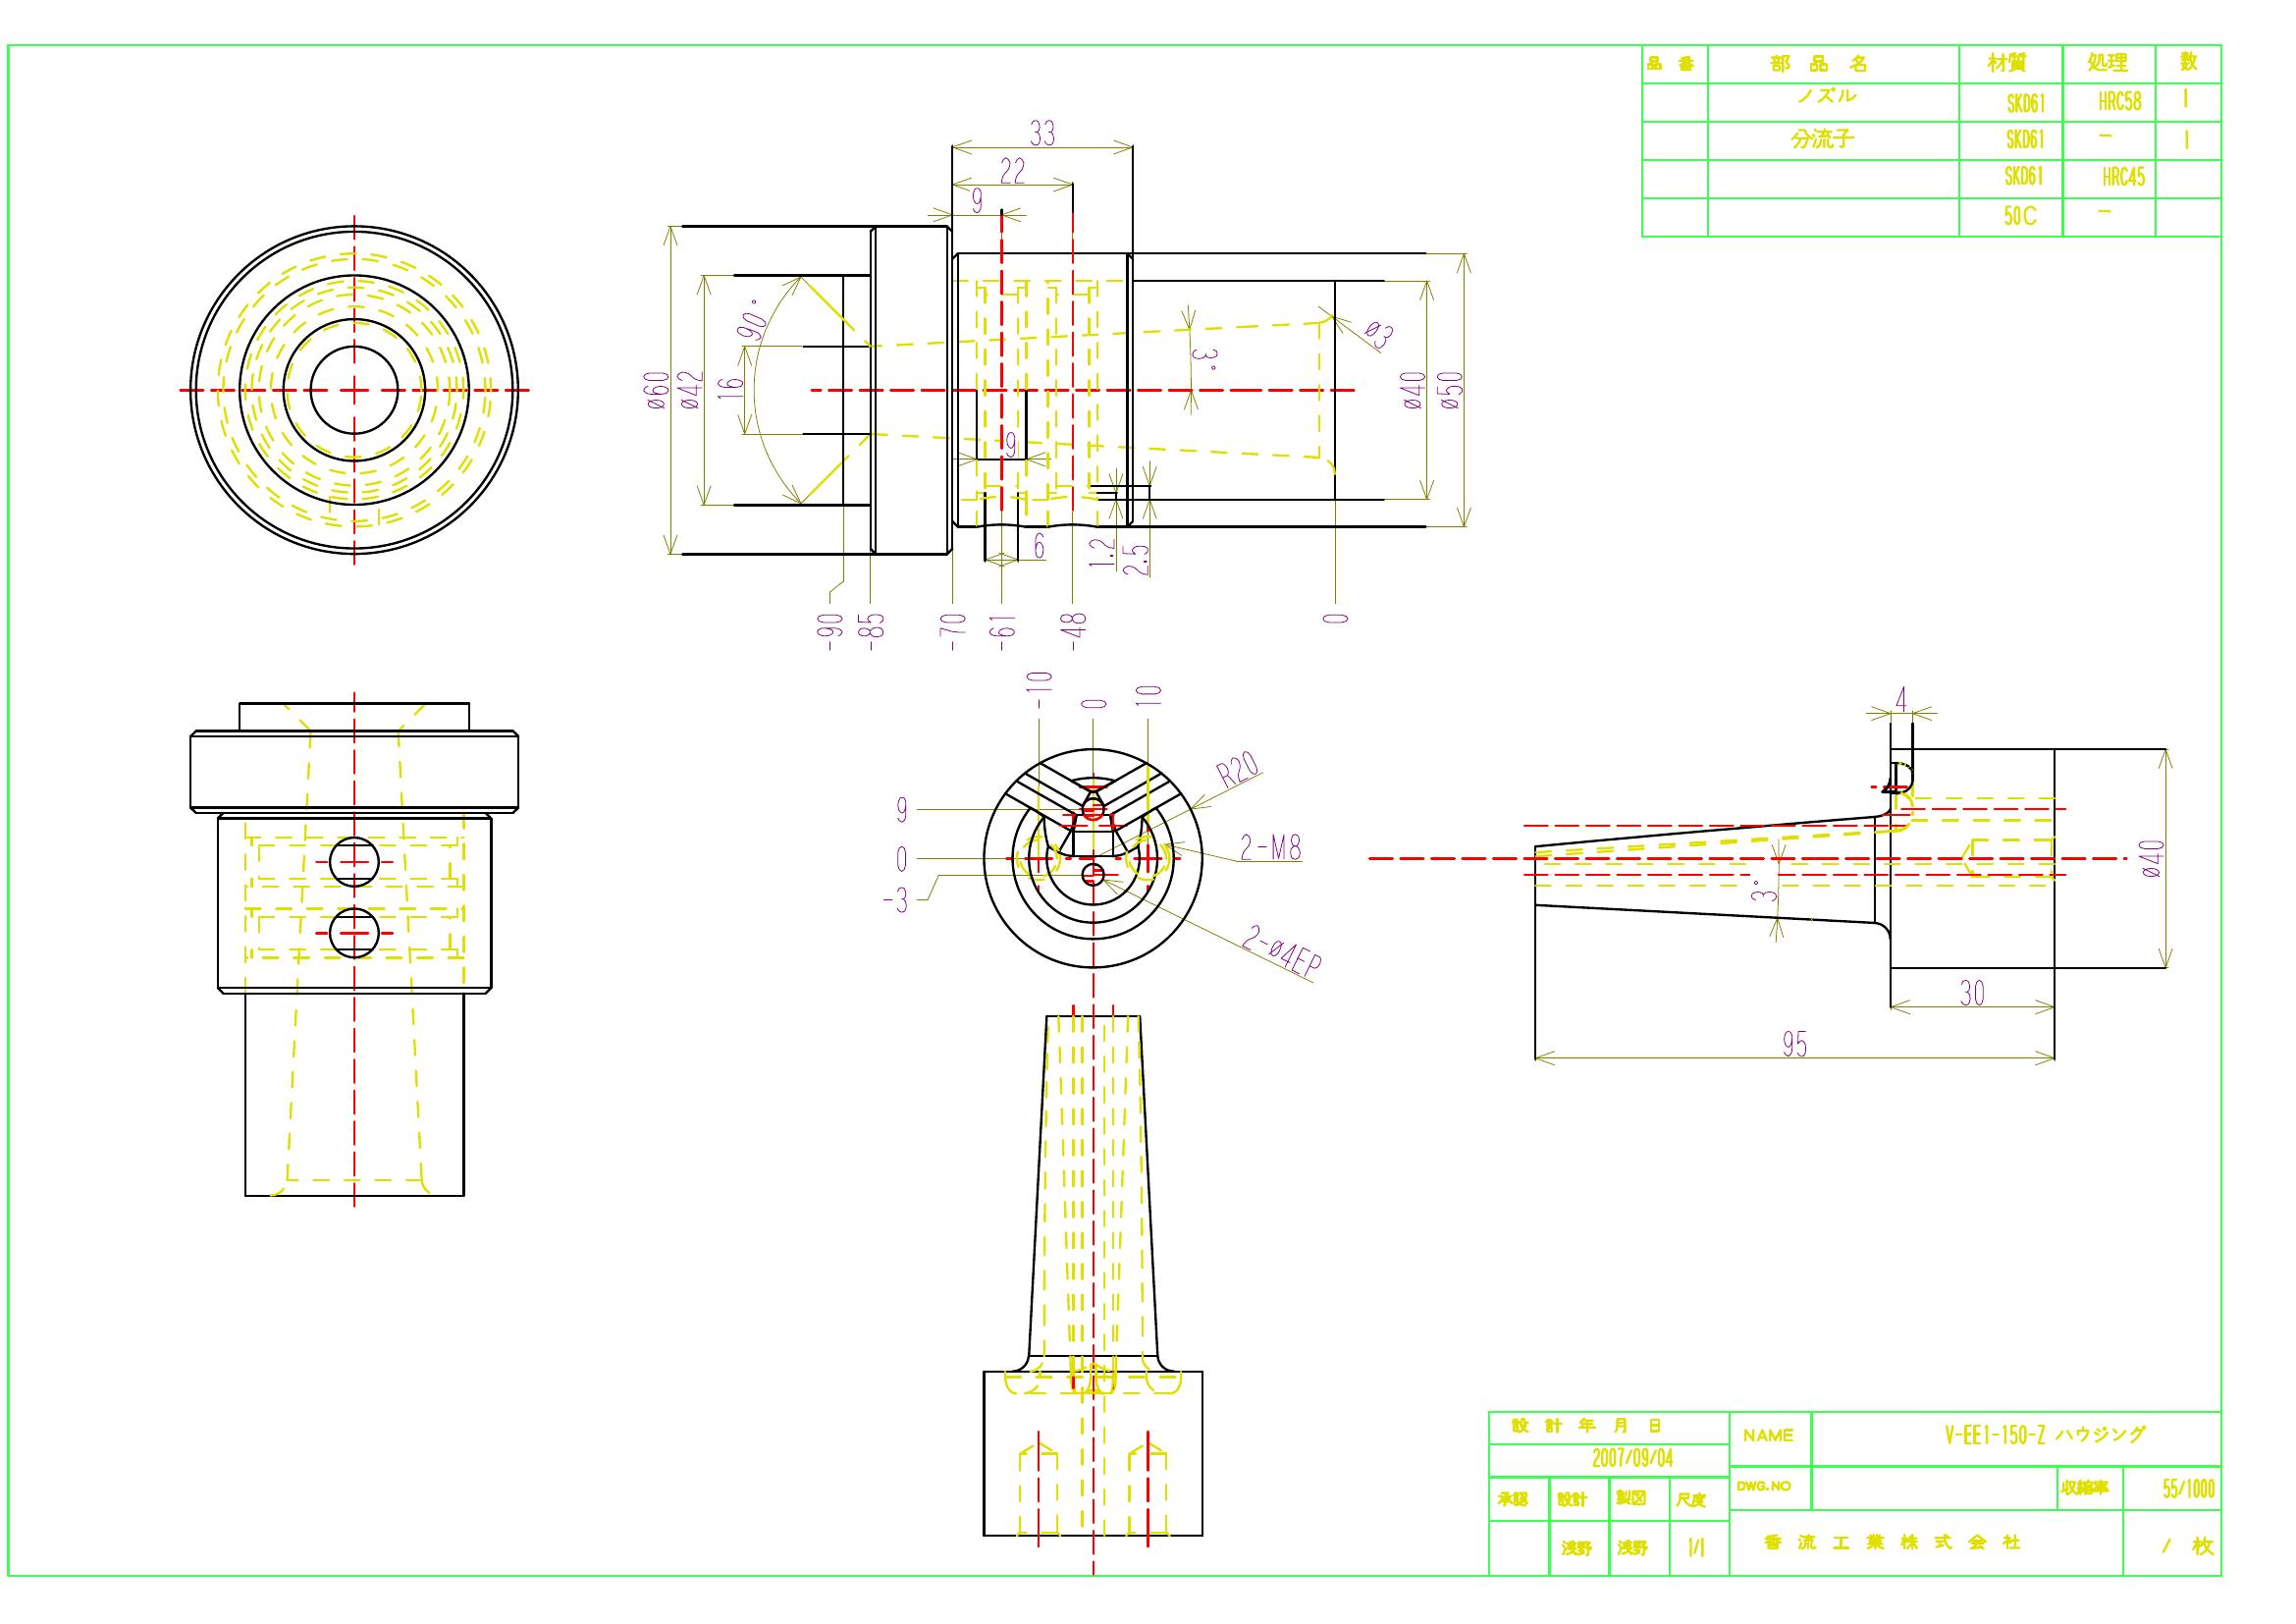 品 番 部 品 名 材質 処理 数
ノズル SKD61 HRC58 1
分流子 SKD61 － 1
SKD61 HRC45
50C －
33
22
9
ø60
ø42
16
90°
3°
ø3
ø40
ø50
9
6
1.2
2.5
-90
-85
-70
-61
-48
0
-10
0
10
9
0
-3
R20
2-M8
2-ø4EP
4
ø40
3°
30
95
設 計 年 月 日
2007/09/04
NAME V-EE1-150-Z ハウジング
承認 設計 製図 尺度
DWG.NO 収縮率 55/1000
浅野 浅野 1/1
香 流 工 業 株 式 会 社
/ 枚